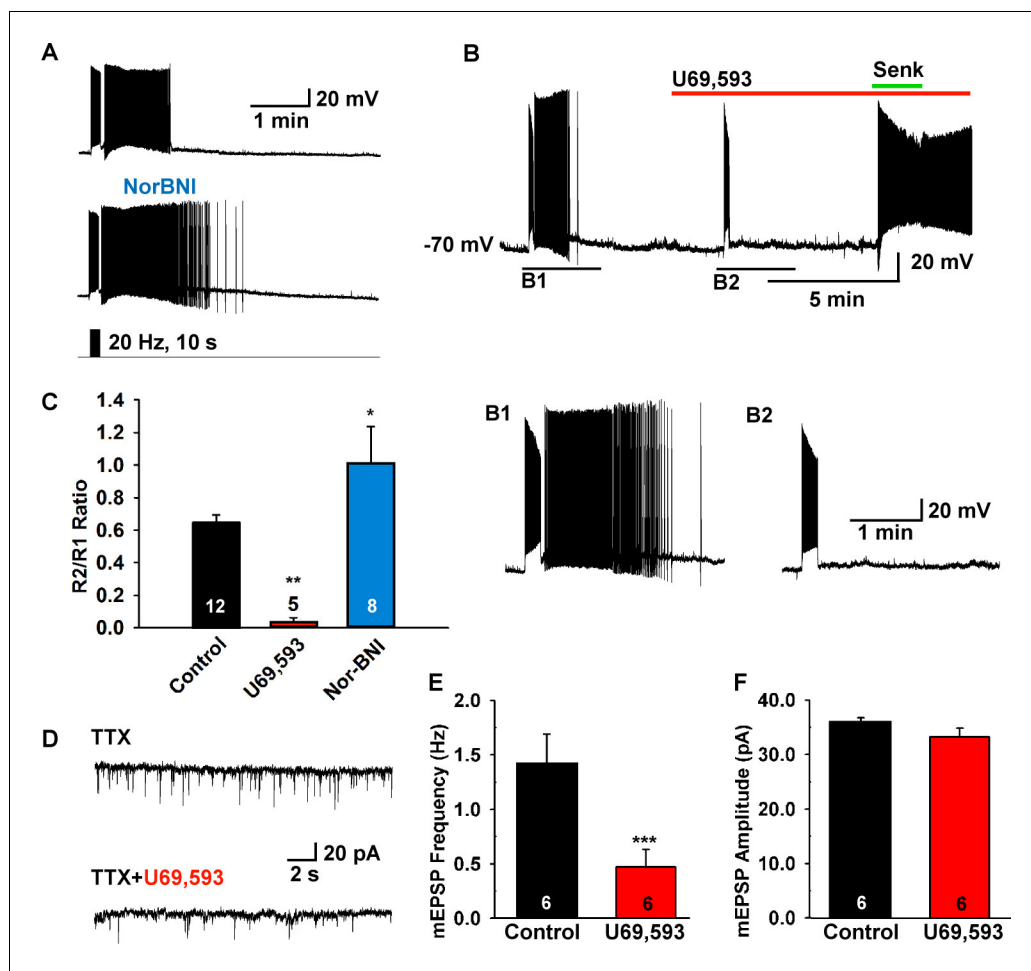 A
20 mV
1 min
NorBNI
20 Hz, 10 s
B
U69,593
Senk
-70 mV
B1
B2
20 mV
5 min
B1
B2
20 mV
1 min
C
R2/R1 Ratio
1.4
1.2
1.0
0.8
0.6
0.4
0.2
0.0
12
**
5
*
8
Control
U69,593
Nor-BNI
D
TTX
20 pA
2 s
TTX+U69,593
E
mEPSP Frequency (Hz)
2.0
1.5
1.0
0.5
0.0
***
6
6
Control
U69,593
F
mEPSP Amplitude (pA)
40.0
30.0
20.0
10.0
0.0
6
6
Control
U69,593